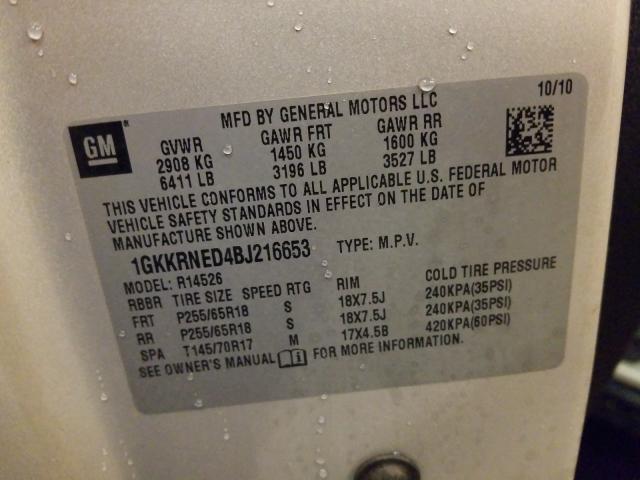 10/10
MFD BY GENERAL MOTORS LLC
GM
GVWR GAWR FRT GAWR RR
2908 KG 1450 KG 1600 KG
6411 LB 3196 LB 3527 LB
THIS VEHICLE CONFORMS TO ALL APPLICABLE U.S. FEDERAL MOTOR
VEHICLE SAFETY STANDARDS IN EFFECT ON THE DATE OF
MANUFACTURE SHOWN ABOVE.
1GKKRNED4BJ216653 TYPE: M.P.V.
MODEL: R14526
RBBR TIRE SIZE SPEED RTG RIM COLD TIRE PRESSURE
FRT P255/65R18 S 18X7.5J 240KPA(35PSI)
RR P255/65R18 S 18X7.5J 240KPA(35PSI)
SPA T145/70R17 M 17X4.5B 420KPA(60PSI)
SEE OWNER'S MANUAL FOR MORE INFORMATION.